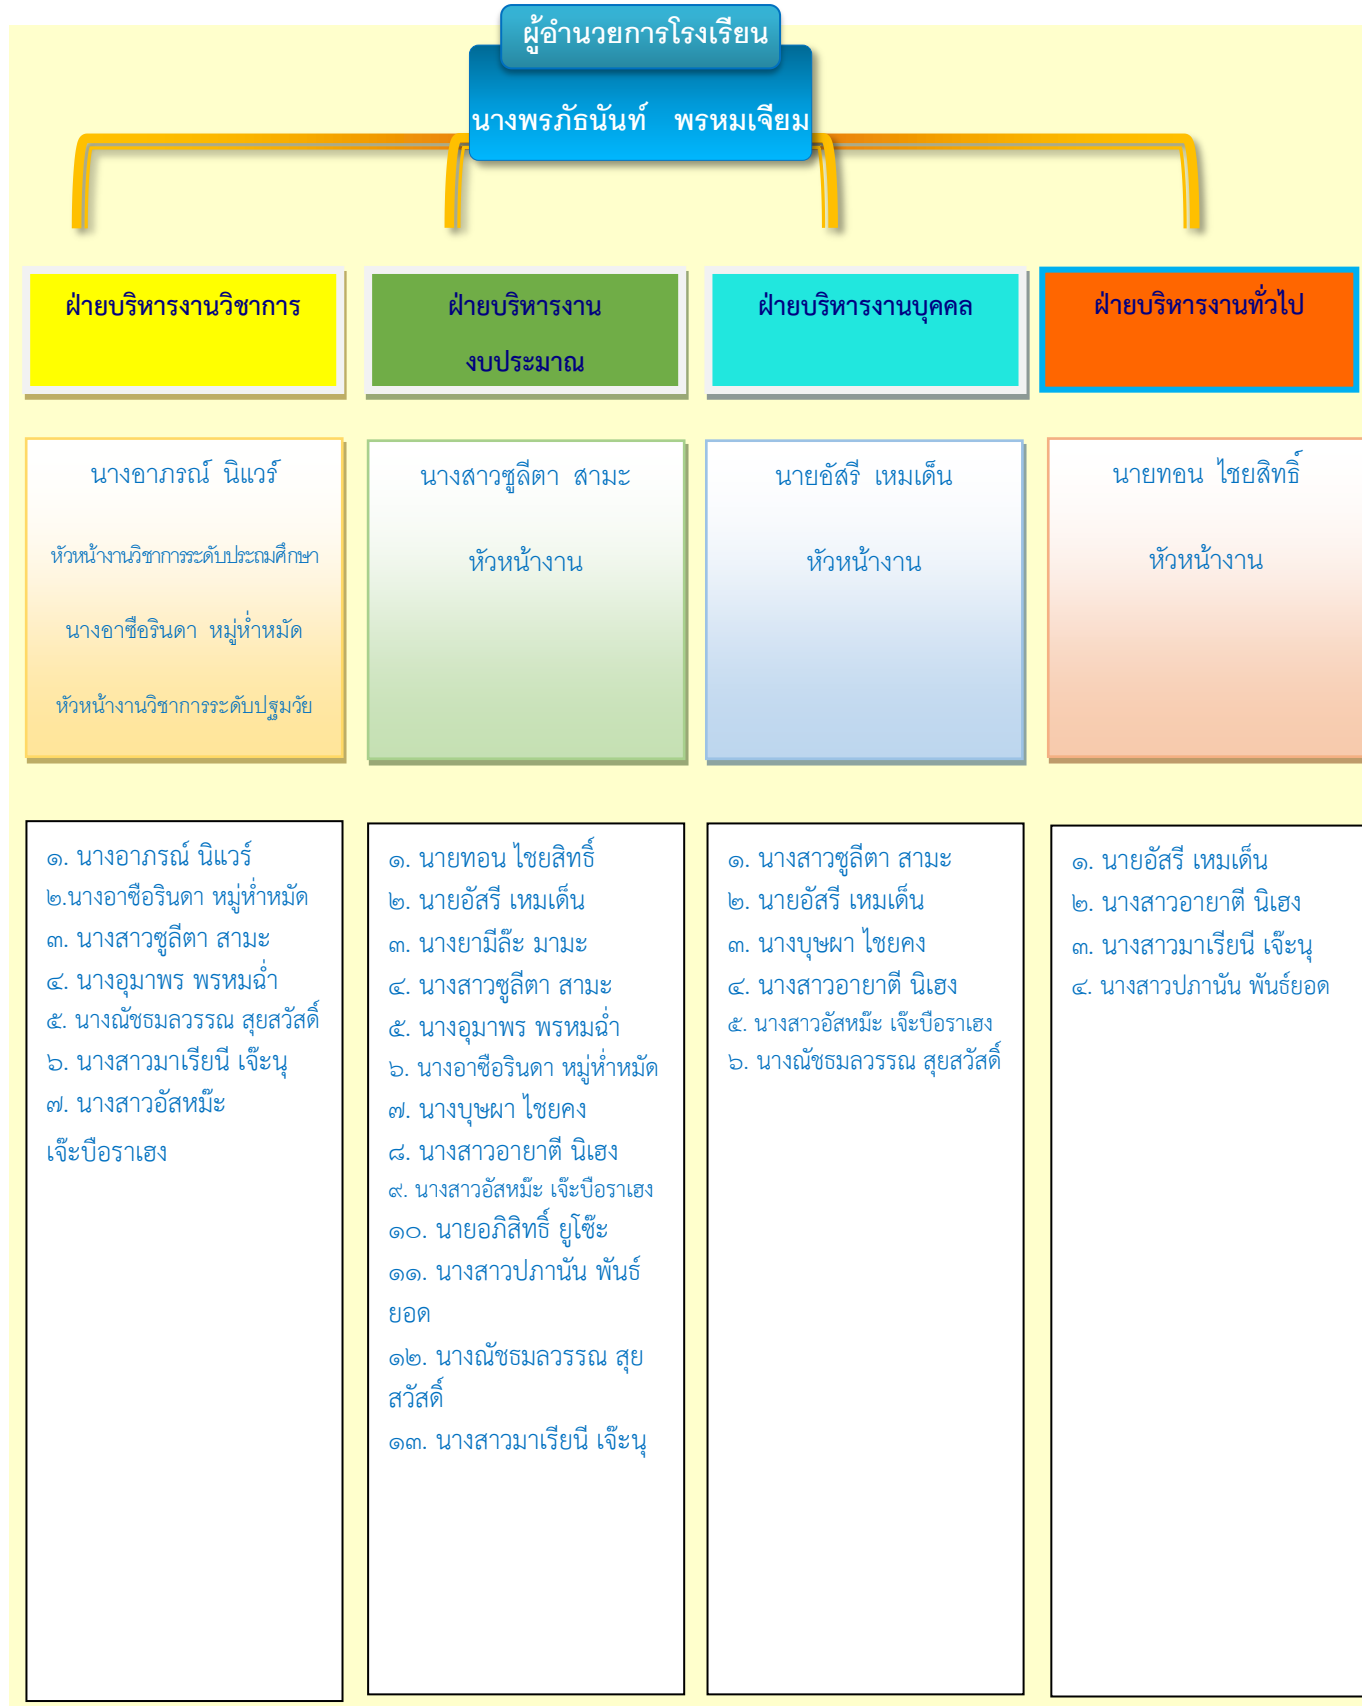 ผู้อำนวยการโรงเรียน
นางพรภัธนันท์ พรหมเจียม
ฝ่ายบริหารงานวิชาการ
ฝ่ายบริหารงาน
งบประมาณ
ฝ่ายบริหารงานบุคคล
ฝ่ายบริหารงานทั่วไป
นางอาภรณ์ นิแวร์
หัวหน้างานวิชาการระดับประถมศึกษา
นางอาซือรินดา หมู่ห่ำหมัด
หัวหน้างานวิชาการระดับปฐมวัย
นางสาวซูลีตา สามะ
หัวหน้างาน
นายอัสรี เหมเด็น
หัวหน้างาน
นายทอน ไชยสิทธิ์
หัวหน้างาน
๑. นางอาภรณ์ นิแวร์
๒.นางอาซือรินดา หมู่ห่ำหมัด
๓. นางสาวซูลีตา สามะ
๔. นางอุมาพร พรหมฉ่ำ
๕. นางณัชธมลวรรณ สุยสวัสดิ์
๖. นางสาวมาเรียนี เจ๊ะนุ
๗. นางสาวอัสหม๊ะ
เจ๊ะบือราเฮง
๑. นายทอน ไชยสิทธิ์
๒. นายอัสรี เหมเด็น
๓. นางยามีล๊ะ มามะ
๔. นางสาวซูลีตา สามะ
๕. นางอุมาพร พรหมฉ่ำ
๖. นางอาซือรินดา หมู่ห่ำหมัด
๗. นางบุษผา ไชยคง
๘. นางสาวอายาตี นิเฮง
๙. นางสาวอัสหม๊ะ เจ๊ะบือราเฮง
๑๐. นายอภิสิทธิ์ ยูโซ๊ะ
๑๑. นางสาวปภานัน พันธ์
ยอด
๑๒. นางณัชธมลวรรณ สุย
สวัสดิ์
๑๓. นางสาวมาเรียนี เจ๊ะนุ
๑. นางสาวซูลีตา สามะ
๒. นายอัสรี เหมเด็น
๓. นางบุษผา ไชยคง
๔. นางสาวอายาตี นิเฮง
๕. นางสาวอัสหม๊ะ เจ๊ะบือราเฮง
๖. นางณัชธมลวรรณ สุยสวัสดิ์
๑. นายอัสรี เหมเด็น
๒. นางสาวอายาตี นิเฮง
๓. นางสาวมาเรียนี เจ๊ะนุ
๔. นางสาวปภานัน พันธ์ยอด